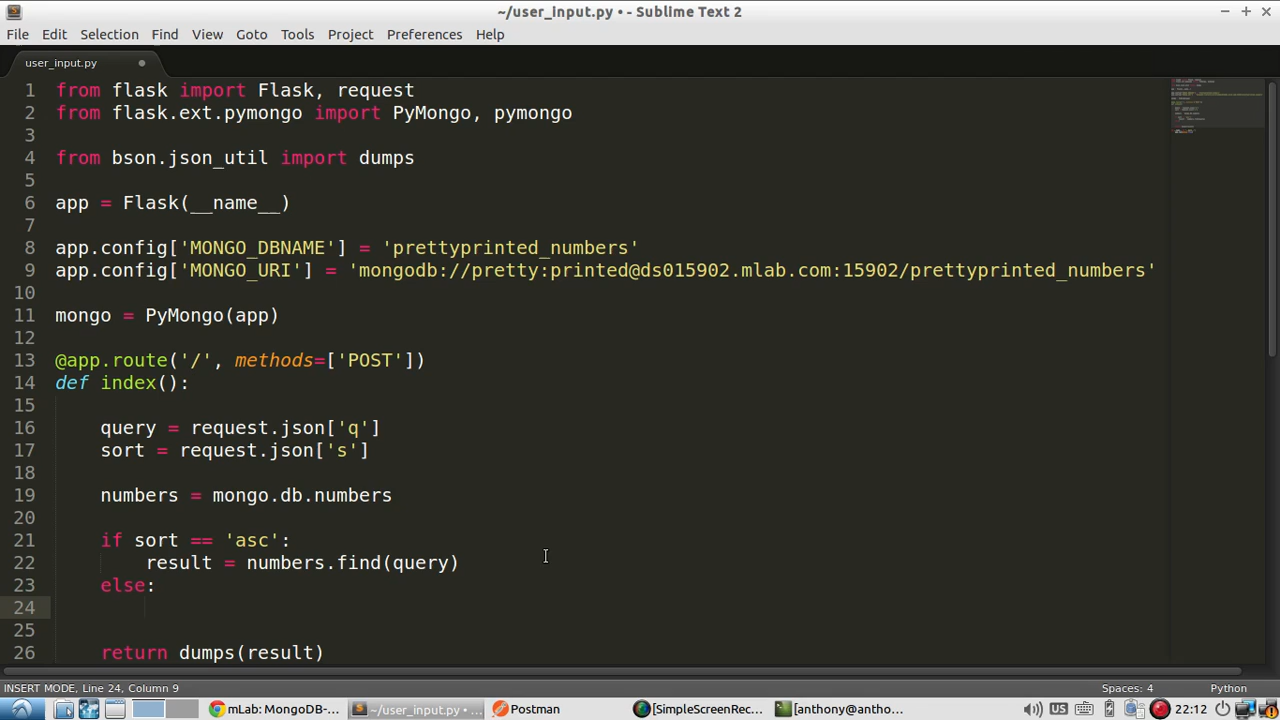 ~/user_input.py • - Sublime Text 2
File Edit Selection Find View Goto Tools Project Preferences Help
user_input.py
1 from flask import Flask, request
2 from flask.ext.pymongo import PyMongo, pymongo
3
4 from bson.json_util import dumps
5
6 app = Flask(__name__)
7
8 app.config['MONGO_DBNAME'] = 'prettyprinted_numbers'
9 app.config['MONGO_URI'] = 'mongodb://pretty:printed@ds015902.mlab.com:15902/prettyprinted_numbers'
10
11 mongo = PyMongo(app)
12
13 @app.route('/', methods=['POST'])
14 def index():
15
16 query = request.json['q']
17 sort = request.json['s']
18
19 numbers = mongo.db.numbers
20
21 if sort == 'asc':
22 result = numbers.find(query)
23 else:
24
25
26 return dumps(result)
INSERT MODE, Line 24, Column 9 Spaces: 4 Python
mLab: MongoDB-... ~/user_input.py • - ... Postman [SimpleScreenRec... [anthony@antho... US 22:12